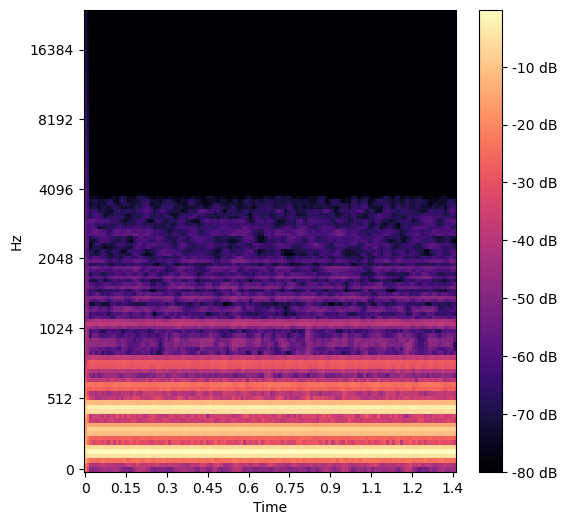 16384
8192
4096
2048
1024
512
0
Hz
0 0.15 0.3 0.45 0.6 0.75 0.9 1.1 1.2 1.4
Time
-10 dB
-20 dB
-30 dB
-40 dB
-50 dB
-60 dB
-70 dB
-80 dB